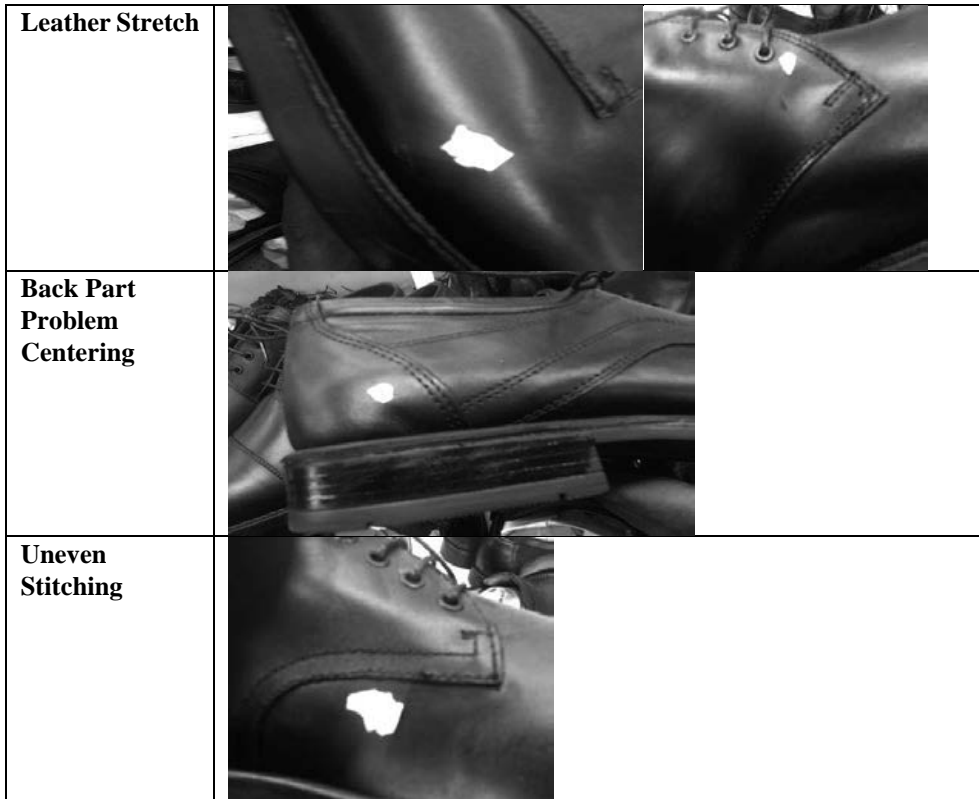 Leather Stretch
Back Part
Problem
Centering
Uneven
Stitching